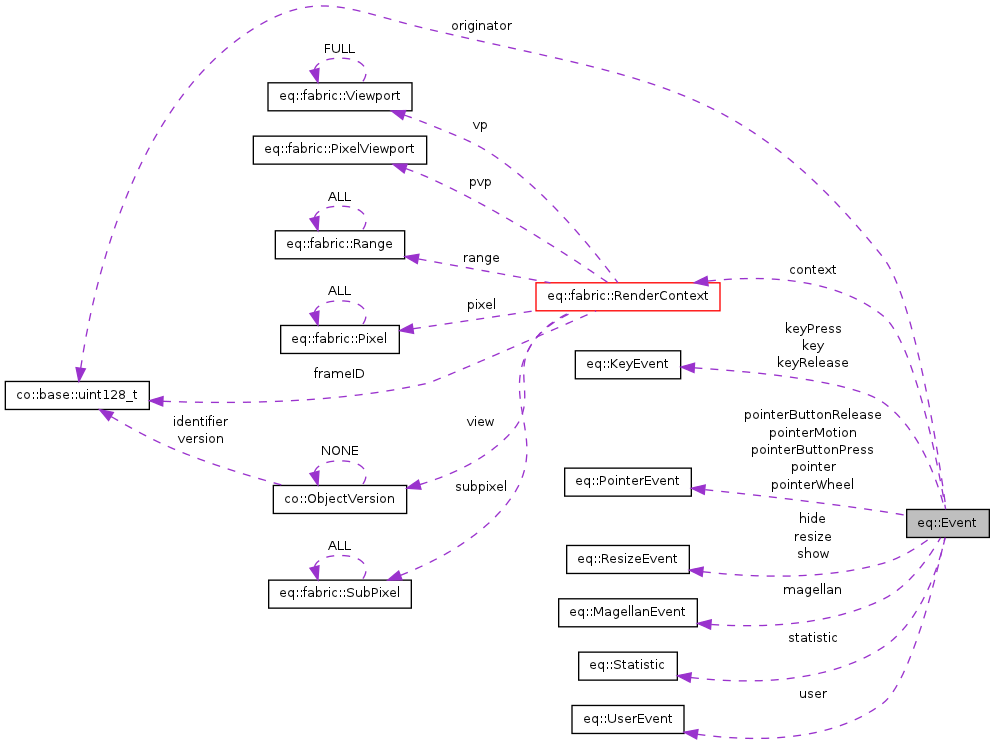 originator
FULL
eq::fabric::Viewport
vp
eq::fabric::PixelViewport
pvp
ALL
eq::fabric::Range
range
context
eq::fabric::RenderContext
ALL
pixel
eq::fabric::Pixel
keyPress
key
keyRelease
eq::KeyEvent
frameID
co::base::uint128_t
identifier
version
view
pointerButtonRelease
pointerMotion
pointerButtonPress
pointer
pointerWheel
NONE
eq::PointerEvent
subpixel
co::ObjectVersion
hide
resize
show
eq::Event
ALL
eq::ResizeEvent
eq::fabric::SubPixel
magellan
eq::MagellanEvent
statistic
eq::Statistic
user
eq::UserEvent